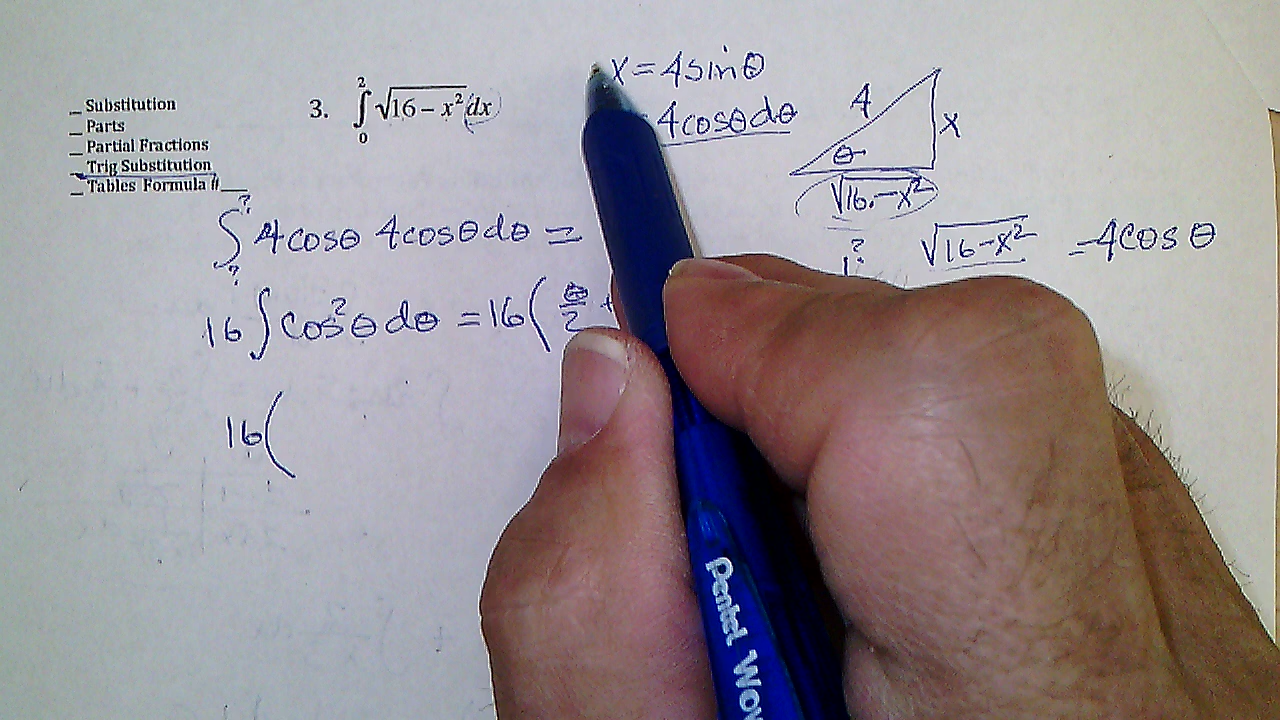 _ Substitution
_ Parts
_ Partial Fractions
_ Trig Substitution
_ Tables Formula #___
3. ∫₀² √(16 – x²) dx
x = 4sinθ
4cosθdθ
4
x
θ
√(16-x²)
∫ 4cosθ 4cosθdθ =
?
?
?
√(16-x²) = 4cosθ
16 ∫ cos²θ dθ = 16( θ/2 +
16(
Pentel Wow